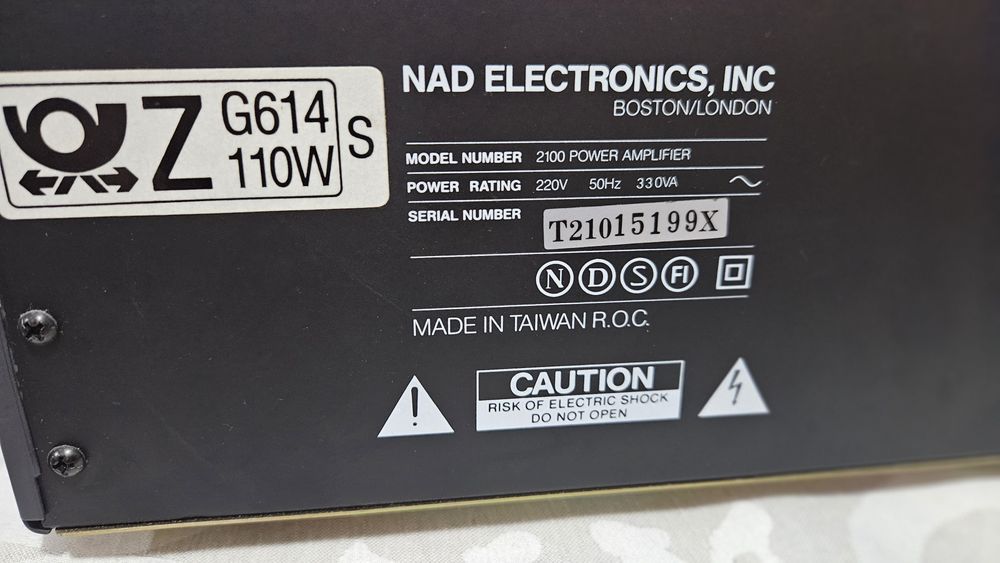 Z G614 110W S
NAD ELECTRONICS, INC
BOSTON/LONDON
MODEL NUMBER 2100 POWER AMPLIFIER
POWER RATING 220V 50Hz 330VA
SERIAL NUMBER T21015199X
N D S FI
MADE IN TAIWAN R.O.C.
CAUTION
RISK OF ELECTRIC SHOCK
DO NOT OPEN